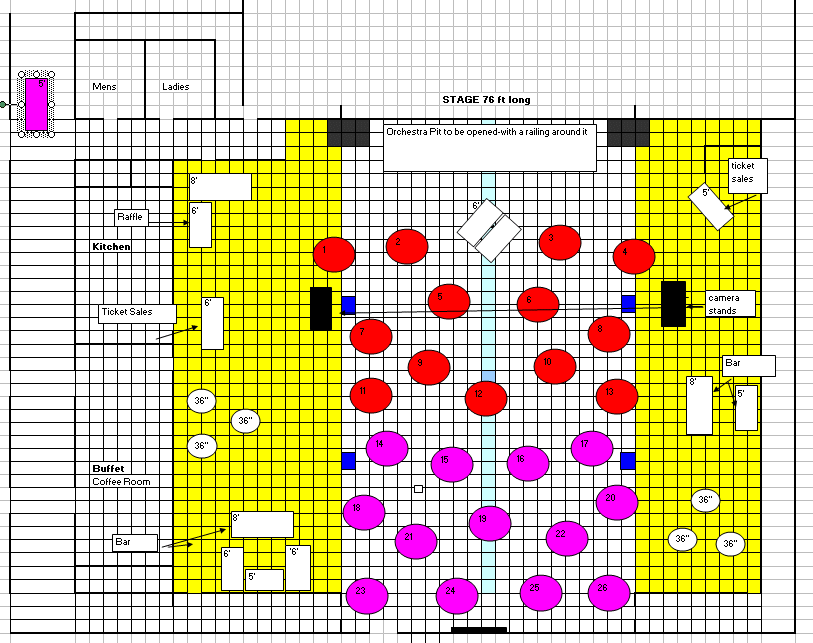 STAGE 76 ft long
5'
Mens
Ladies
Orchestra Pit to be opened-with a railing around it
ticket
sales
8'
5'
Raffle
6'
6'
Kitchen
1
2
3
4
Ticket Sales
6'
5
6
camera
stands
7
8
9
10
Bar
11
12
13
8'
5'
36"
36"
36"
14
15
16
17
Buffet
Coffee Room
18
19
20
36"
36"
36"
Bar
8'
21
22
6'
5'
'6'
23
24
25
26